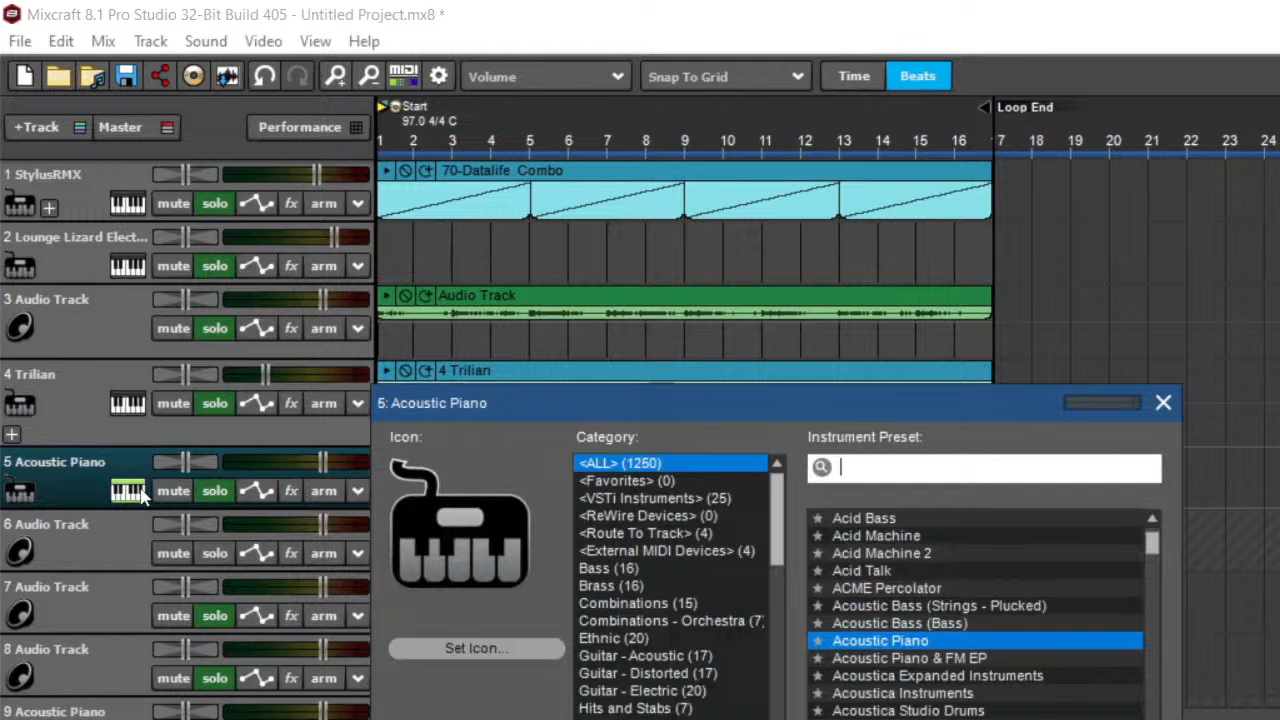 Mixcraft 8.1 Pro Studio 32-Bit Build 405 - Untitled Project.mx8 *
File Edit Mix Track Sound Video View Help
MIDI Volume Snap To Grid Time Beats
Start Loop End
97.0 4/4 C
+Track Master Performance
1 2 3 4 5 6 7 8 9 10 11 12 13 14 15 16 17 18 19 20 21 22 23 24
1 StylusRMX
70-Datalife Combo
mute solo fx arm
2 Lounge Lizard Elect...
mute solo fx arm
3 Audio Track
Audio Track
mute solo fx arm
4 Trilian
4 Trilian
mute solo fx arm
5 Acoustic Piano
mute solo fx arm
6 Audio Track
mute solo fx arm
7 Audio Track
mute solo fx arm
8 Audio Track
mute solo fx arm
9 Acoustic Piano
5: Acoustic Piano
Icon:
Set Icon...
Category:
<ALL> (1250)
<Favorites> (0)
<VSTi Instruments> (25)
<ReWire Devices> (0)
<Route To Track> (4)
<External MIDI Devices> (4)
Bass (16)
Brass (16)
Combinations (15)
Combinations - Orchestra (7)
Ethnic (20)
Guitar - Acoustic (17)
Guitar - Distorted (17)
Guitar - Electric (20)
Hits and Stabs (7)
Instrument Preset:
Acid Bass
Acid Machine
Acid Machine 2
Acid Talk
ACME Percolator
Acoustic Bass (Strings - Plucked)
Acoustic Bass (Bass)
Acoustic Piano
Acoustic Piano & FM EP
Acoustica Expanded Instruments
Acoustica Instruments
Acoustica Studio Drums